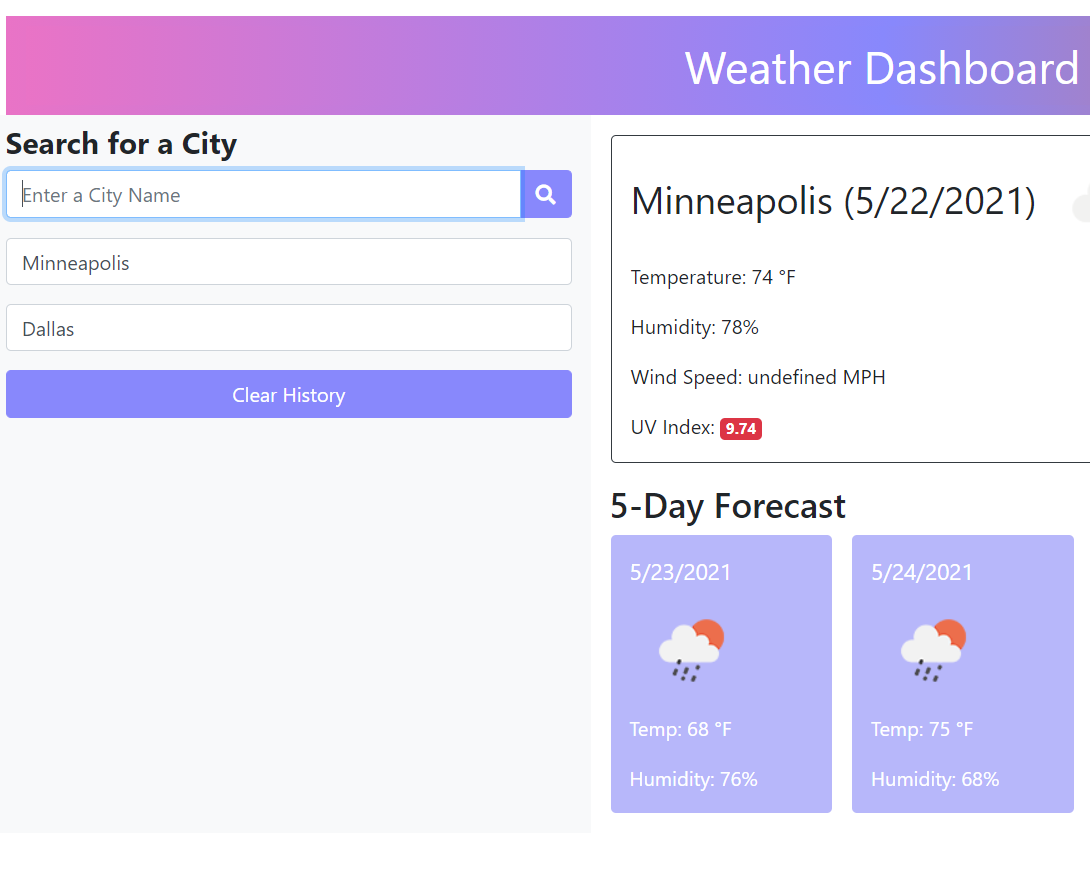 Weather Dashboard
Search for a City
Enter a City Name
Minneapolis
Dallas
Clear History
Minneapolis (5/22/2021)
Temperature: 74 °F
Humidity: 78%
Wind Speed: undefined MPH
UV Index: 9.74
5-Day Forecast
5/23/2021
Temp: 68 °F
Humidity: 76%
5/24/2021
Temp: 75 °F
Humidity: 68%